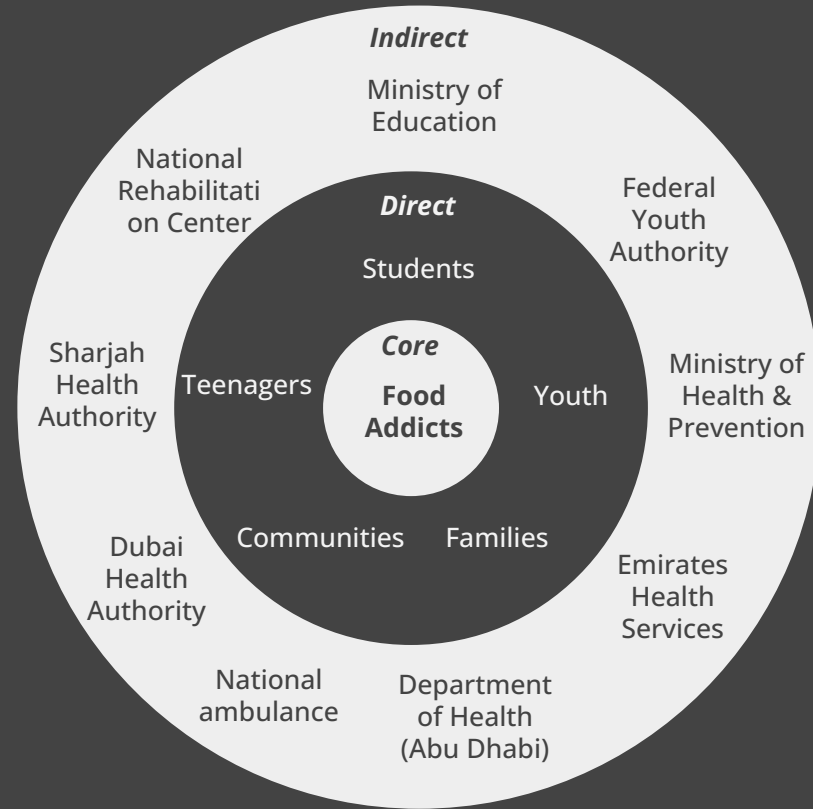 Indirect
Ministry of
Education
National
Rehabilitati
on Center
Federal
Youth
Authority
Direct
Students
Sharjah
Health
Authority
Teenagers
Core
Food
Addicts
Youth
Ministry of
Health &
Prevention
Communities
Families
Dubai
Health
Authority
Emirates
Health
Services
National
ambulance
Department
of Health
(Abu Dhabi)